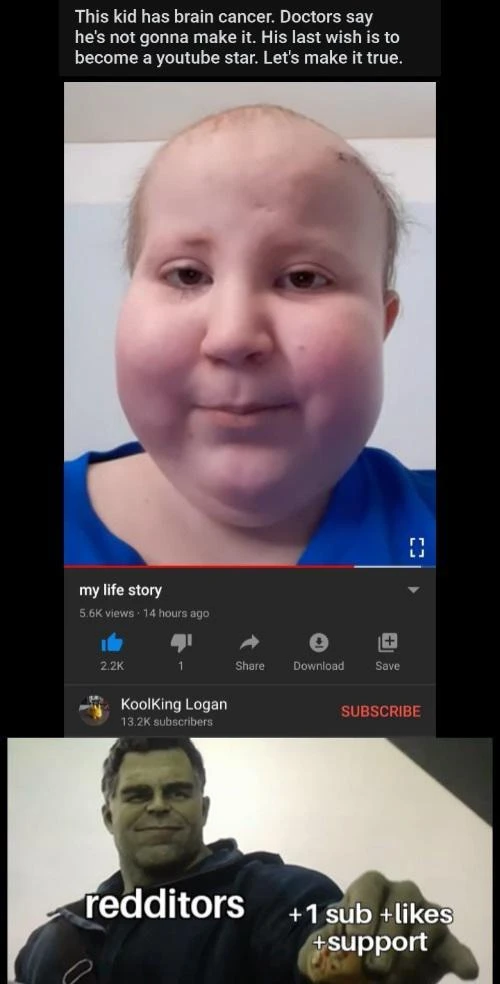 This kid has brain cancer. Doctors say
he's not gonna make it. His last wish is to
become a youtube star. Let's make it true.
my life story
5.6K views · 14 hours ago
2.2K 1 Share Download Save
KoolKing Logan
13.2K subscribers
SUBSCRIBE
redditors
+1 sub +likes
+support